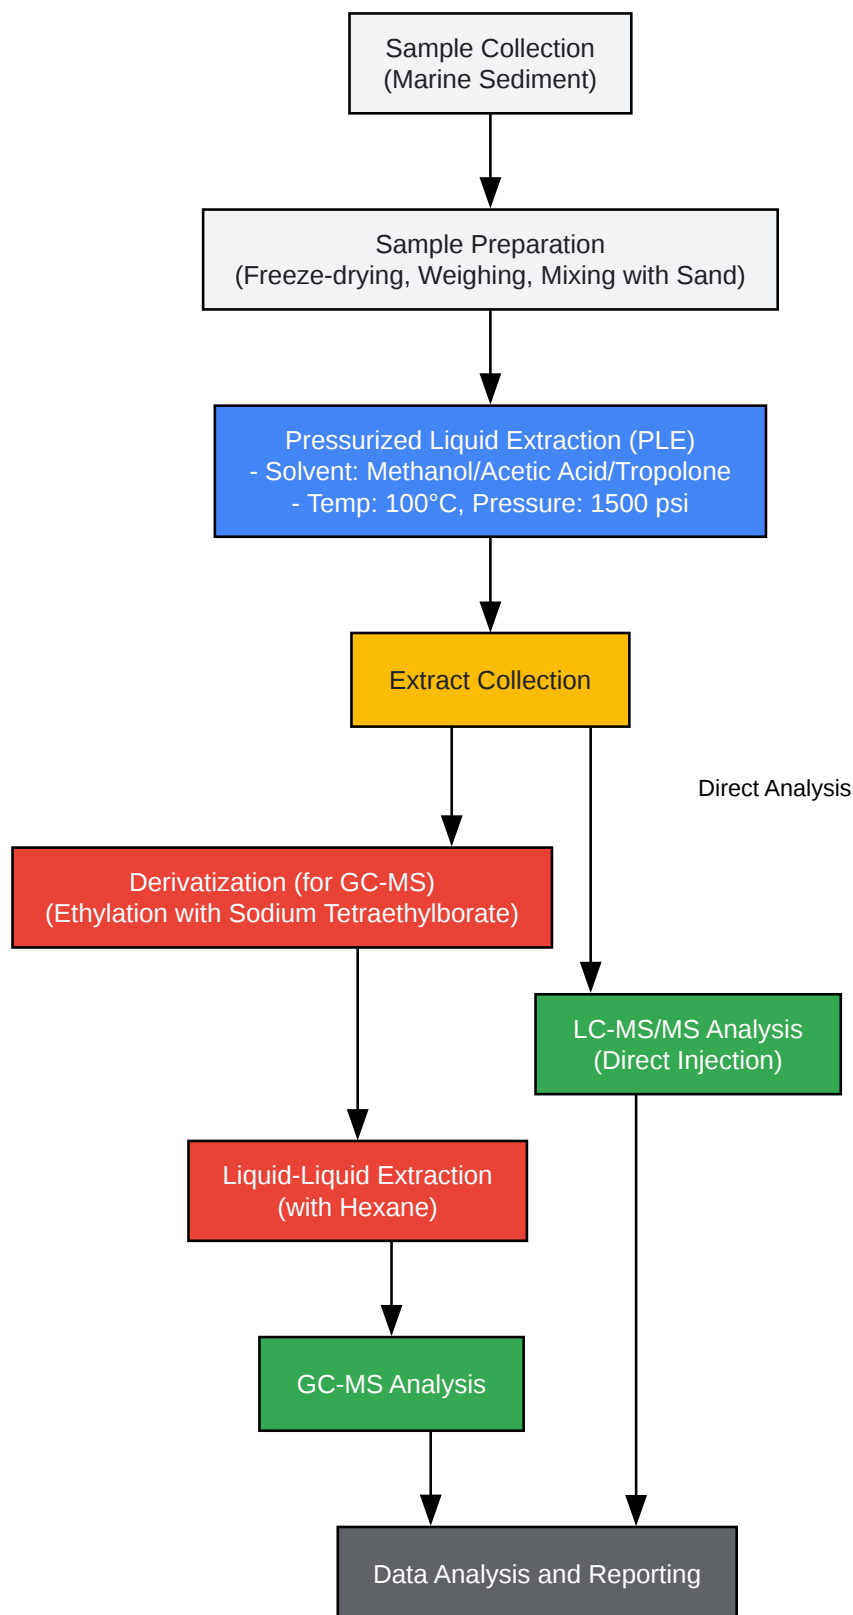 Sample Collection
(Marine Sediment)
Sample Preparation
(Freeze-drying, Weighing, Mixing with Sand)
Pressurized Liquid Extraction (PLE)
- Solvent: Methanol/Acetic Acid/Tropolone
- Temp: 100°C, Pressure: 1500 psi
Extract Collection
Direct Analysis
Derivatization (for GC-MS)
(Ethylation with Sodium Tetraethylborate)
LC-MS/MS Analysis
(Direct Injection)
Liquid-Liquid Extraction
(with Hexane)
GC-MS Analysis
Data Analysis and Reporting